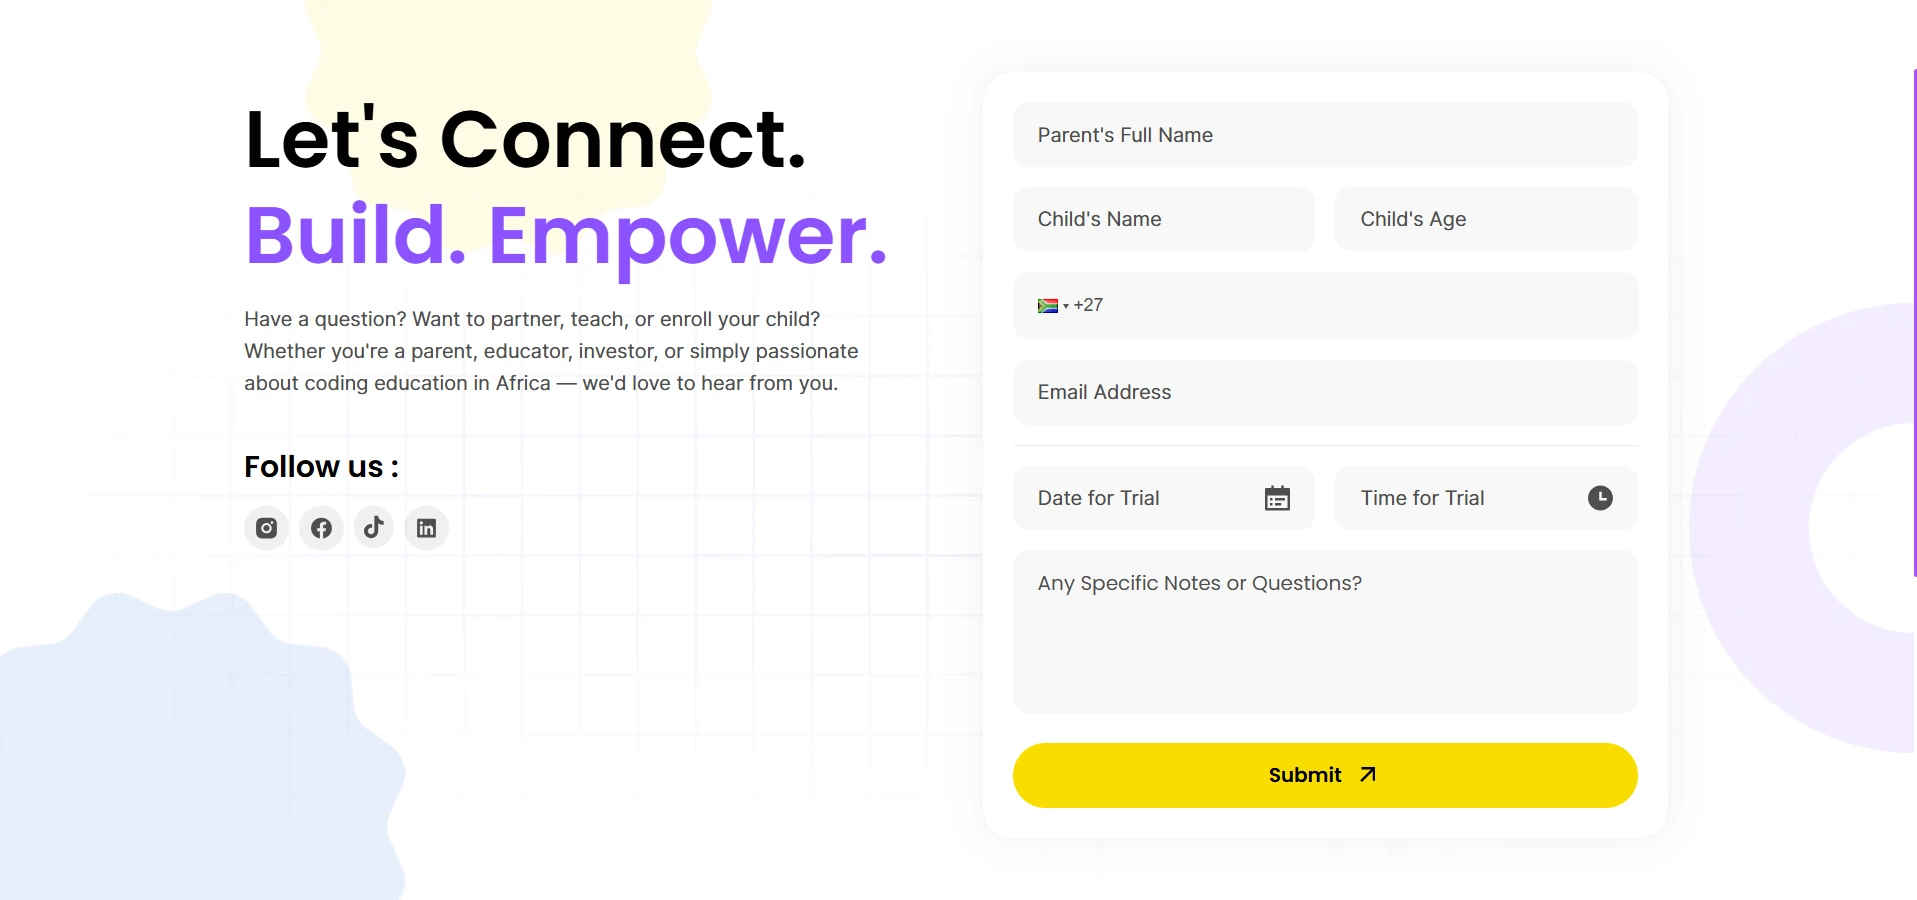 Let's Connect.
Build. Empower.
Have a question? Want to partner, teach, or enroll your child?
Whether you're a parent, educator, investor, or simply passionate
about coding education in Africa — we'd love to hear from you.
Follow us :
Parent's Full Name
Child's Name
Child's Age
+27
Email Address
Date for Trial
Time for Trial
Any Specific Notes or Questions?
Submit